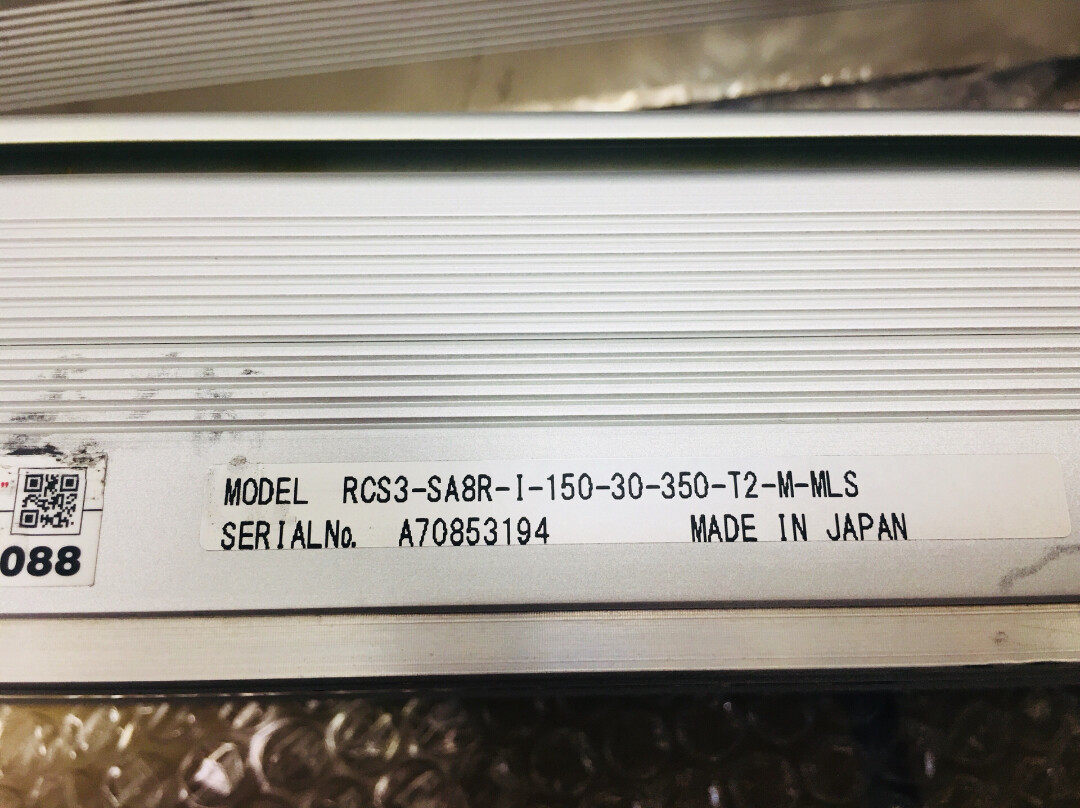 MODEL RCS3-SA8R-I-150-30-350-T2-M-MLS
SERIALNo. A70853194 MADE IN JAPAN
"
088